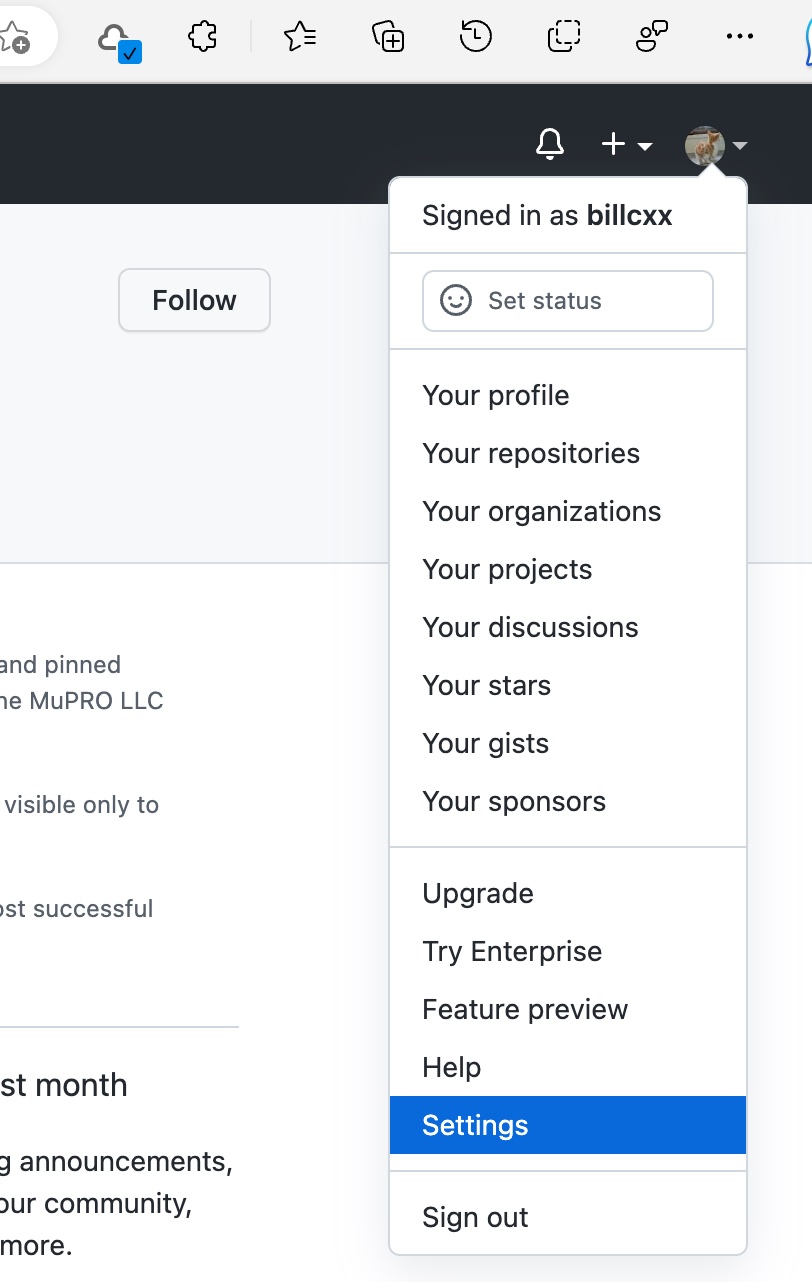 Signed in as billcxx
Follow
Set status
Your profile
Your repositories
Your organizations
Your projects
Your discussions
Your stars
Your gists
Your sponsors
and pinned
he MuPRO LLC
visible only to
ost successful
Upgrade
Try Enterprise
Feature preview
Help
Settings
Sign out
st month
g announcements,
our community,
more.